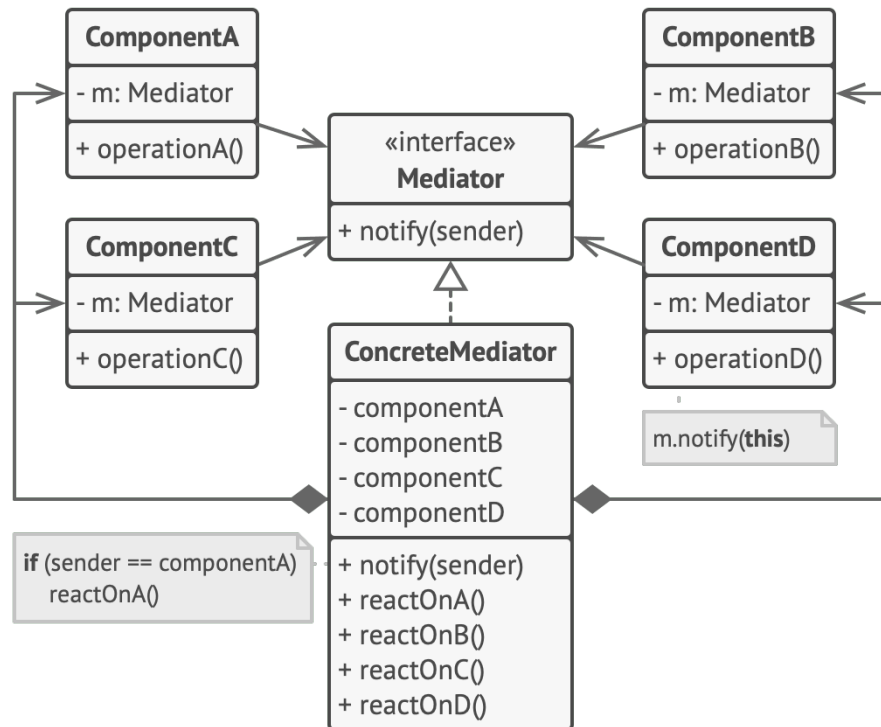 ComponentA
- m: Mediator
+ operationA()
ComponentB
- m: Mediator
+ operationB()
«interface»
Mediator
+ notify(sender)
ComponentC
- m: Mediator
+ operationC()
ComponentD
- m: Mediator
+ operationD()
m.notify(this)
ConcreteMediator
- componentA
- componentB
- componentC
- componentD
+ notify(sender)
+ reactOnA()
+ reactOnB()
+ reactOnC()
+ reactOnD()
if (sender == componentA)
reactOnA()